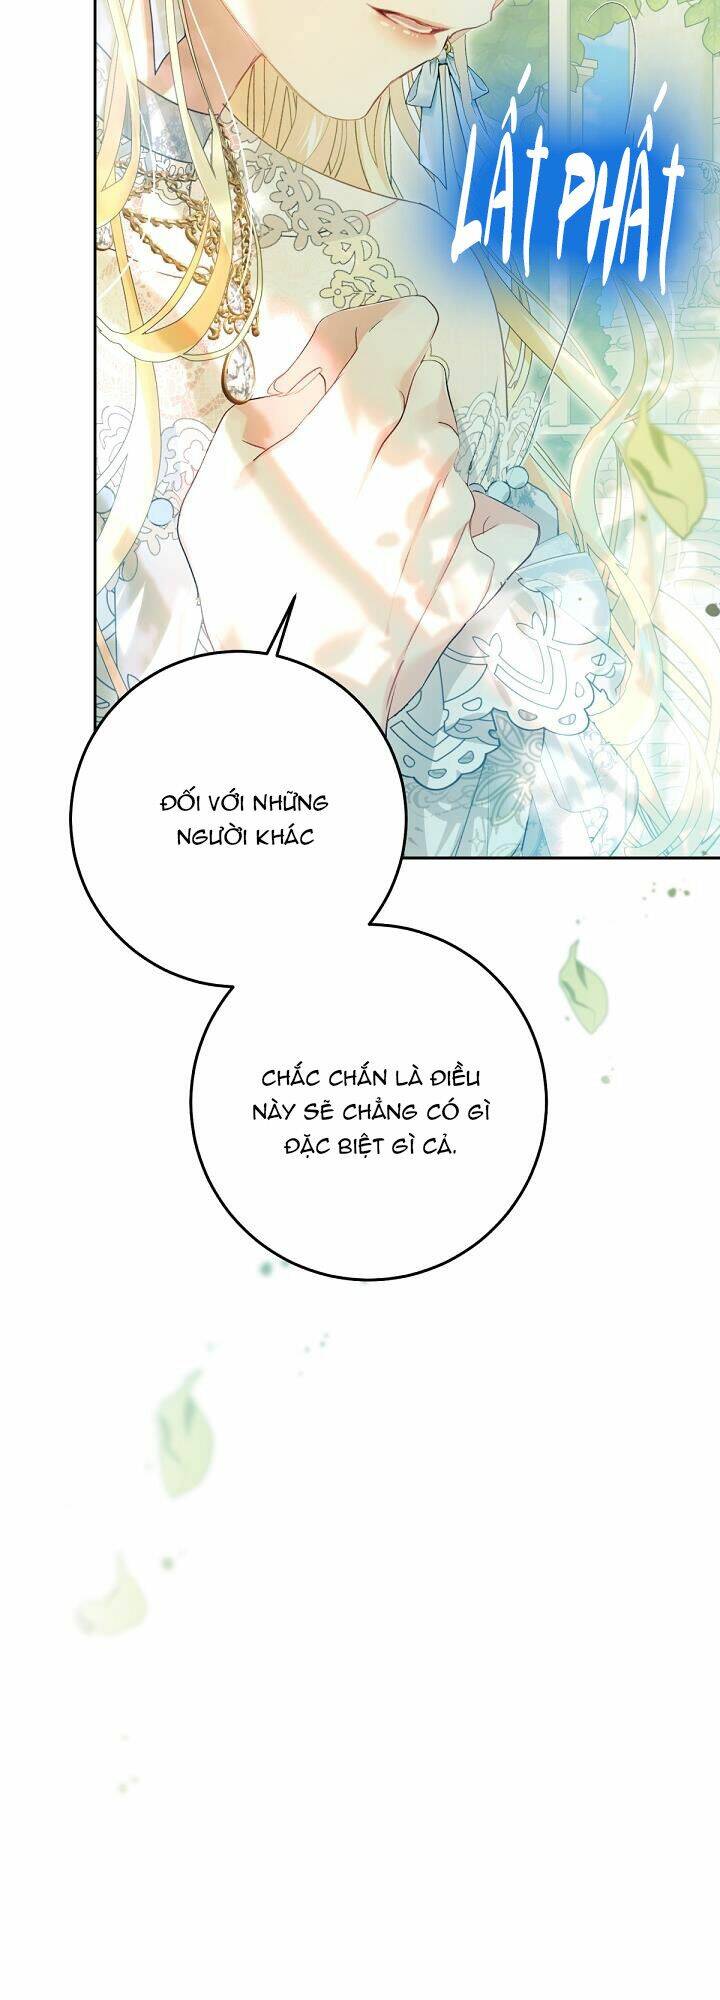 LẤT PHẤT
ĐỐI VỚI NHỮNG
NGƯỜI KHÁC
CHẮC CHẮN LÀ ĐIỀU
NÀY SẼ CHẲNG CÓ GÌ
ĐẶC BIỆT GÌ CẢ.